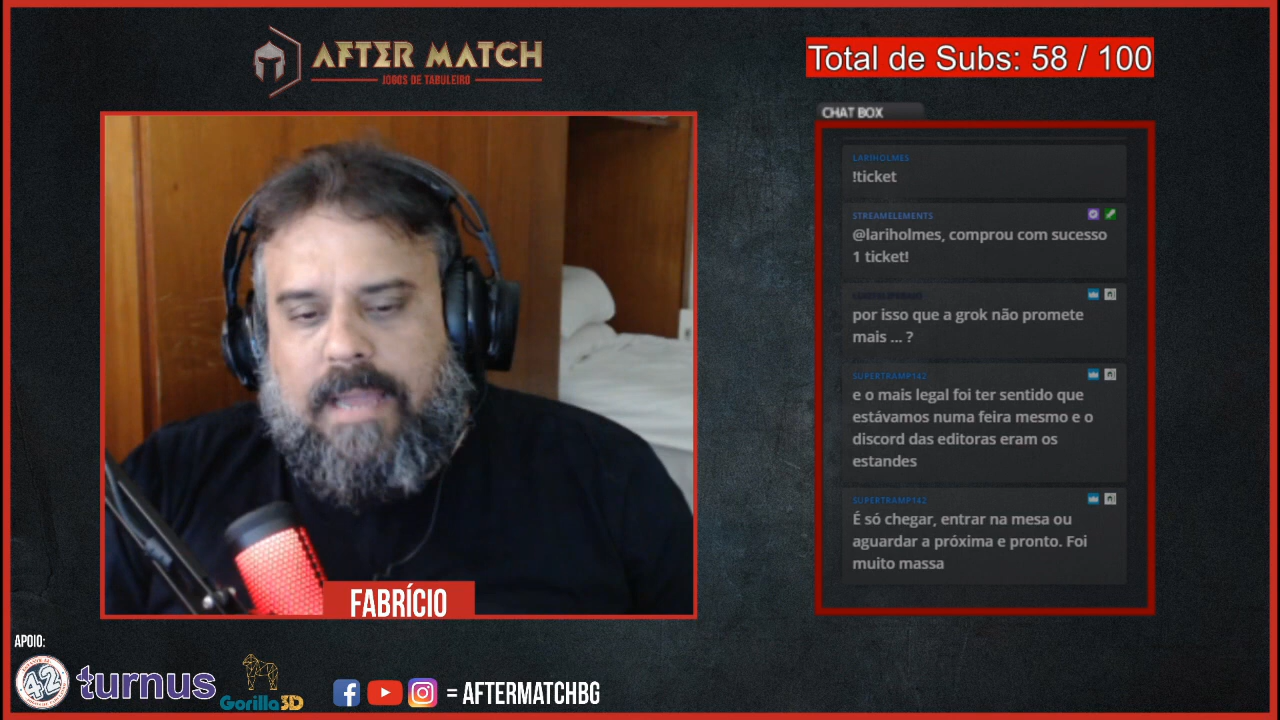 AFTER MATCH
JOGOS DE TABULEIRO
Total de Subs: 58 / 100
CHAT BOX
LARIHOLMES
!ticket
STREAMELEMENTS
@lariholmes, comprou com sucesso
1 ticket!
por isso que a grok não promete
mais ... ?
SUPERTRAMP142
e o mais legal foi ter sentido que
estávamos numa feira mesmo e o
discord das editoras eram os
estandes
SUPERTRAMP142
É só chegar, entrar na mesa ou
aguardar a próxima e pronto. Foi
muito massa
FABRÍCIO
APOIO:
42
turnus
Gorilla3D
= AFTERMATCHBG